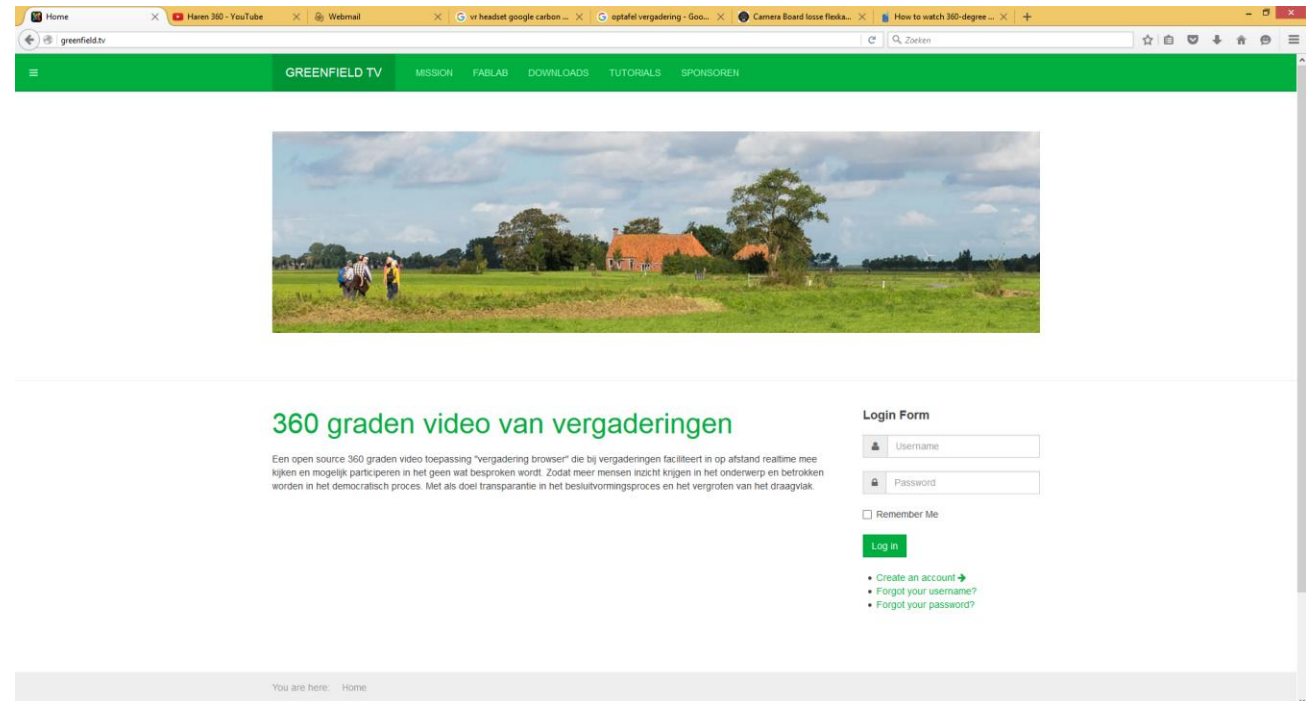 Home
Haren 360 - YouTube
Webmail
vr headset google carbon ...
optafel vergadering - Goo...
Camera Board losse flexka...
How to watch 360-degree ...
greenfield.tv
Zoeken
GREENFIELD TV
MISSION
FABLAB
DOWNLOADS
TUTORIALS
SPONSOREN
360 graden video van vergaderingen
Een open source 360 graden video toepassing "vergadering browser" die bij vergaderingen faciliteert in op afstand realtime mee
kijken en mogelijk participeren in het geen wat besproken wordt. Zodat meer mensen inzicht krijgen in het onderwerp en betrokken
worden in het democratisch proces. Met als doel transparantie in het besluitvormingsproces en het vergroten van het draagvlak.
Login Form
Username
Password
Remember Me
Log in
Create an account
Forgot your username?
Forgot your password?
You are here: Home